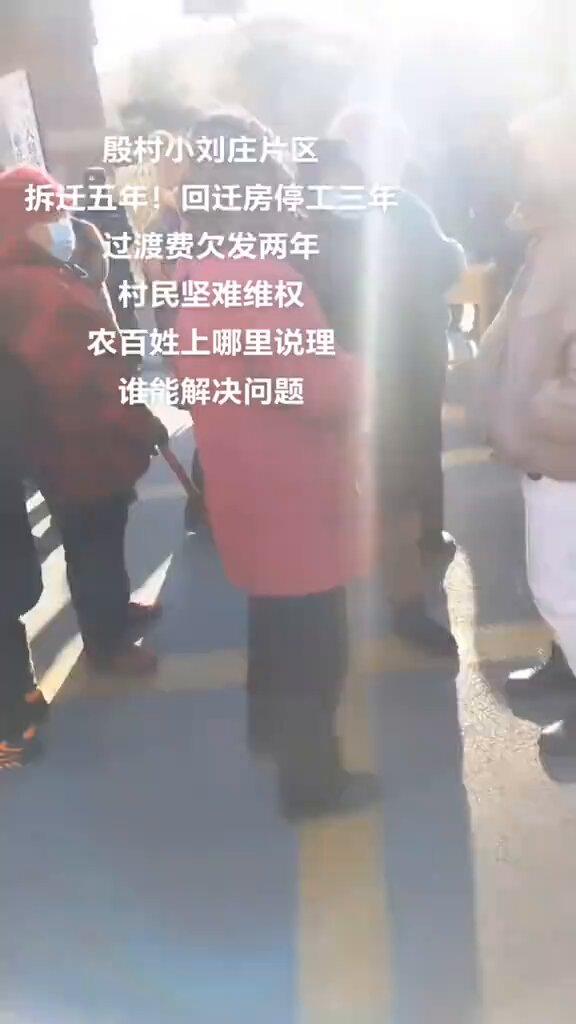 殷村小刘庄片区
拆迁五年！回迁房停工三年
过渡费欠发两年
村民坚难维权
农百姓上哪里说理
谁能解决问题